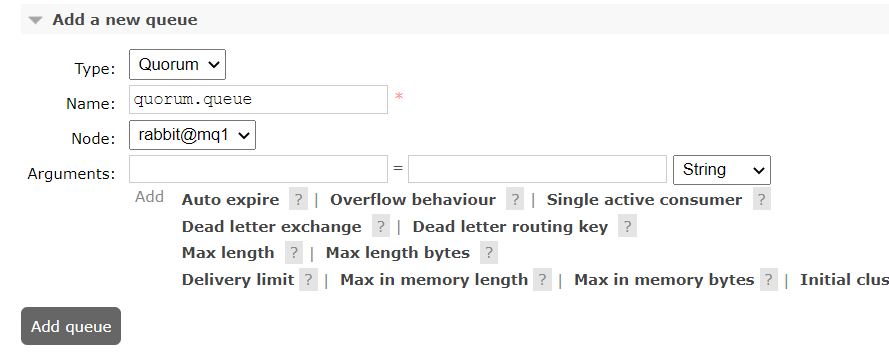 Add a new queue
Type: Quorum
Name: quorum.queue *
Node: rabbit@mq1
Arguments: = String
Add Auto expire ? | Overflow behaviour ? | Single active consumer ?
Dead letter exchange ? | Dead letter routing key ?
Max length ? | Max length bytes ?
Delivery limit ? | Max in memory length ? | Max in memory bytes ? | Initial clus
Add queue